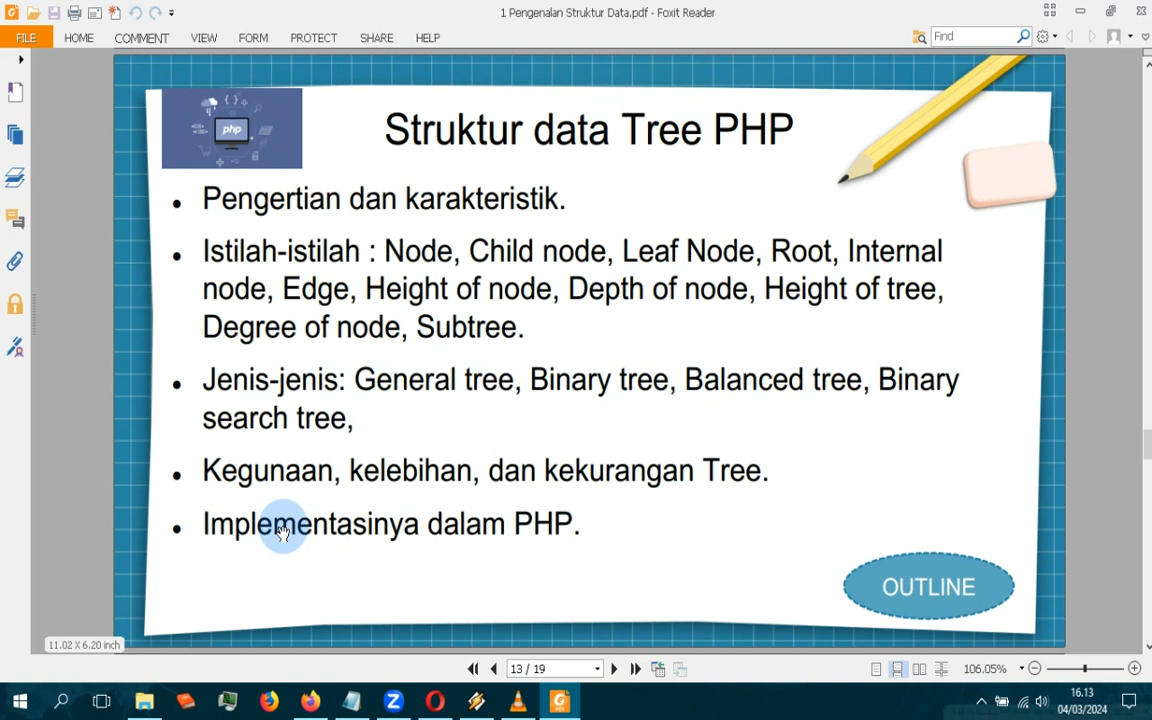 1 Pengenalan Struktur Data.pdf - Foxit Reader
FILE HOME COMMENT VIEW FORM PROTECT SHARE HELP
Find
php
Struktur data Tree PHP
• Pengertian dan karakteristik.
• Istilah-istilah : Node, Child node, Leaf Node, Root, Internal
node, Edge, Height of node, Depth of node, Height of tree,
Degree of node, Subtree.
• Jenis-jenis: General tree, Binary tree, Balanced tree, Binary
search tree,
• Kegunaan, kelebihan, dan kekurangan Tree.
• Implementasinya dalam PHP.
OUTLINE
11.02 X 6.20 inch
13 / 19
106.05%
16.13
04/03/2024